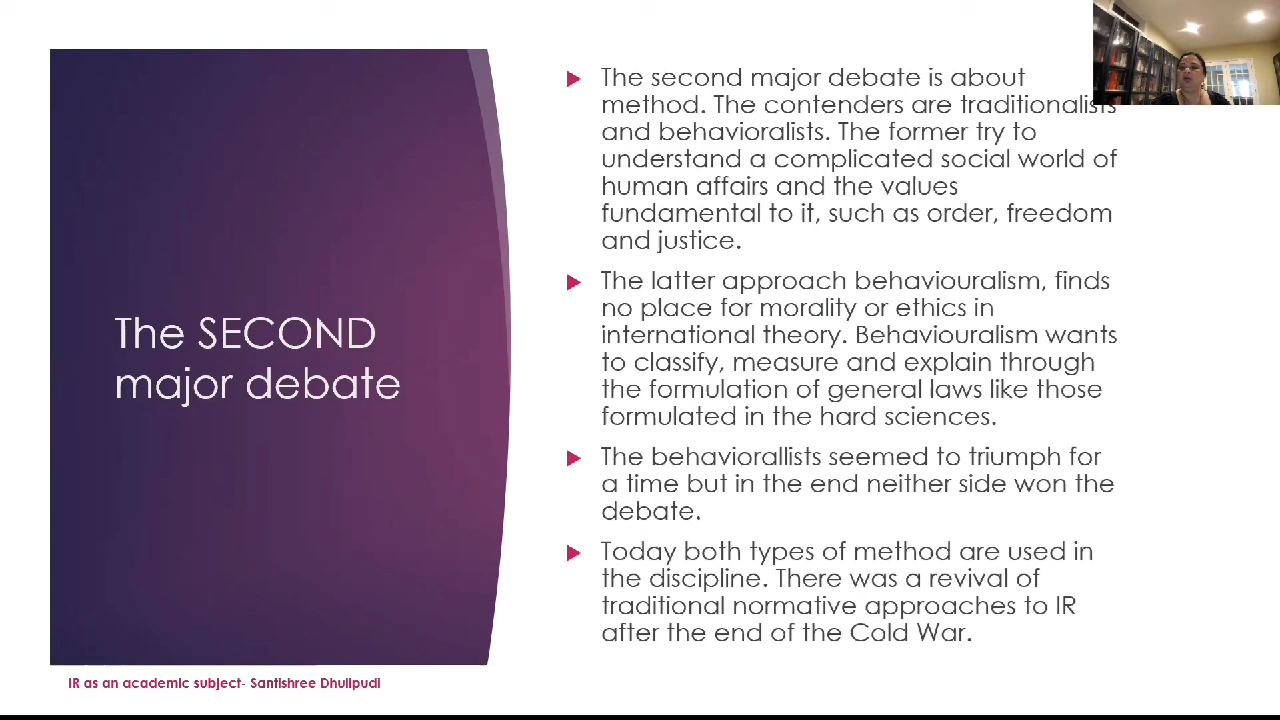 The SECOND
major debate
The second major debate is about
method. The contenders are traditionalists
and behavioralists. The former try to
understand a complicated social world of
human affairs and the values
fundamental to it, such as order, freedom
and justice.
The latter approach behaviouralism, finds
no place for morality or ethics in
international theory. Behaviouralism wants
to classify, measure and explain through
the formulation of general laws like those
formulated in the hard sciences.
The behaviorallists seemed to triumph for
a time but in the end neither side won the
debate.
Today both types of method are used in
the discipline. There was a revival of
traditional normative approaches to IR
after the end of the Cold War.
IR as an academic subject- Santishree Dhulipudi